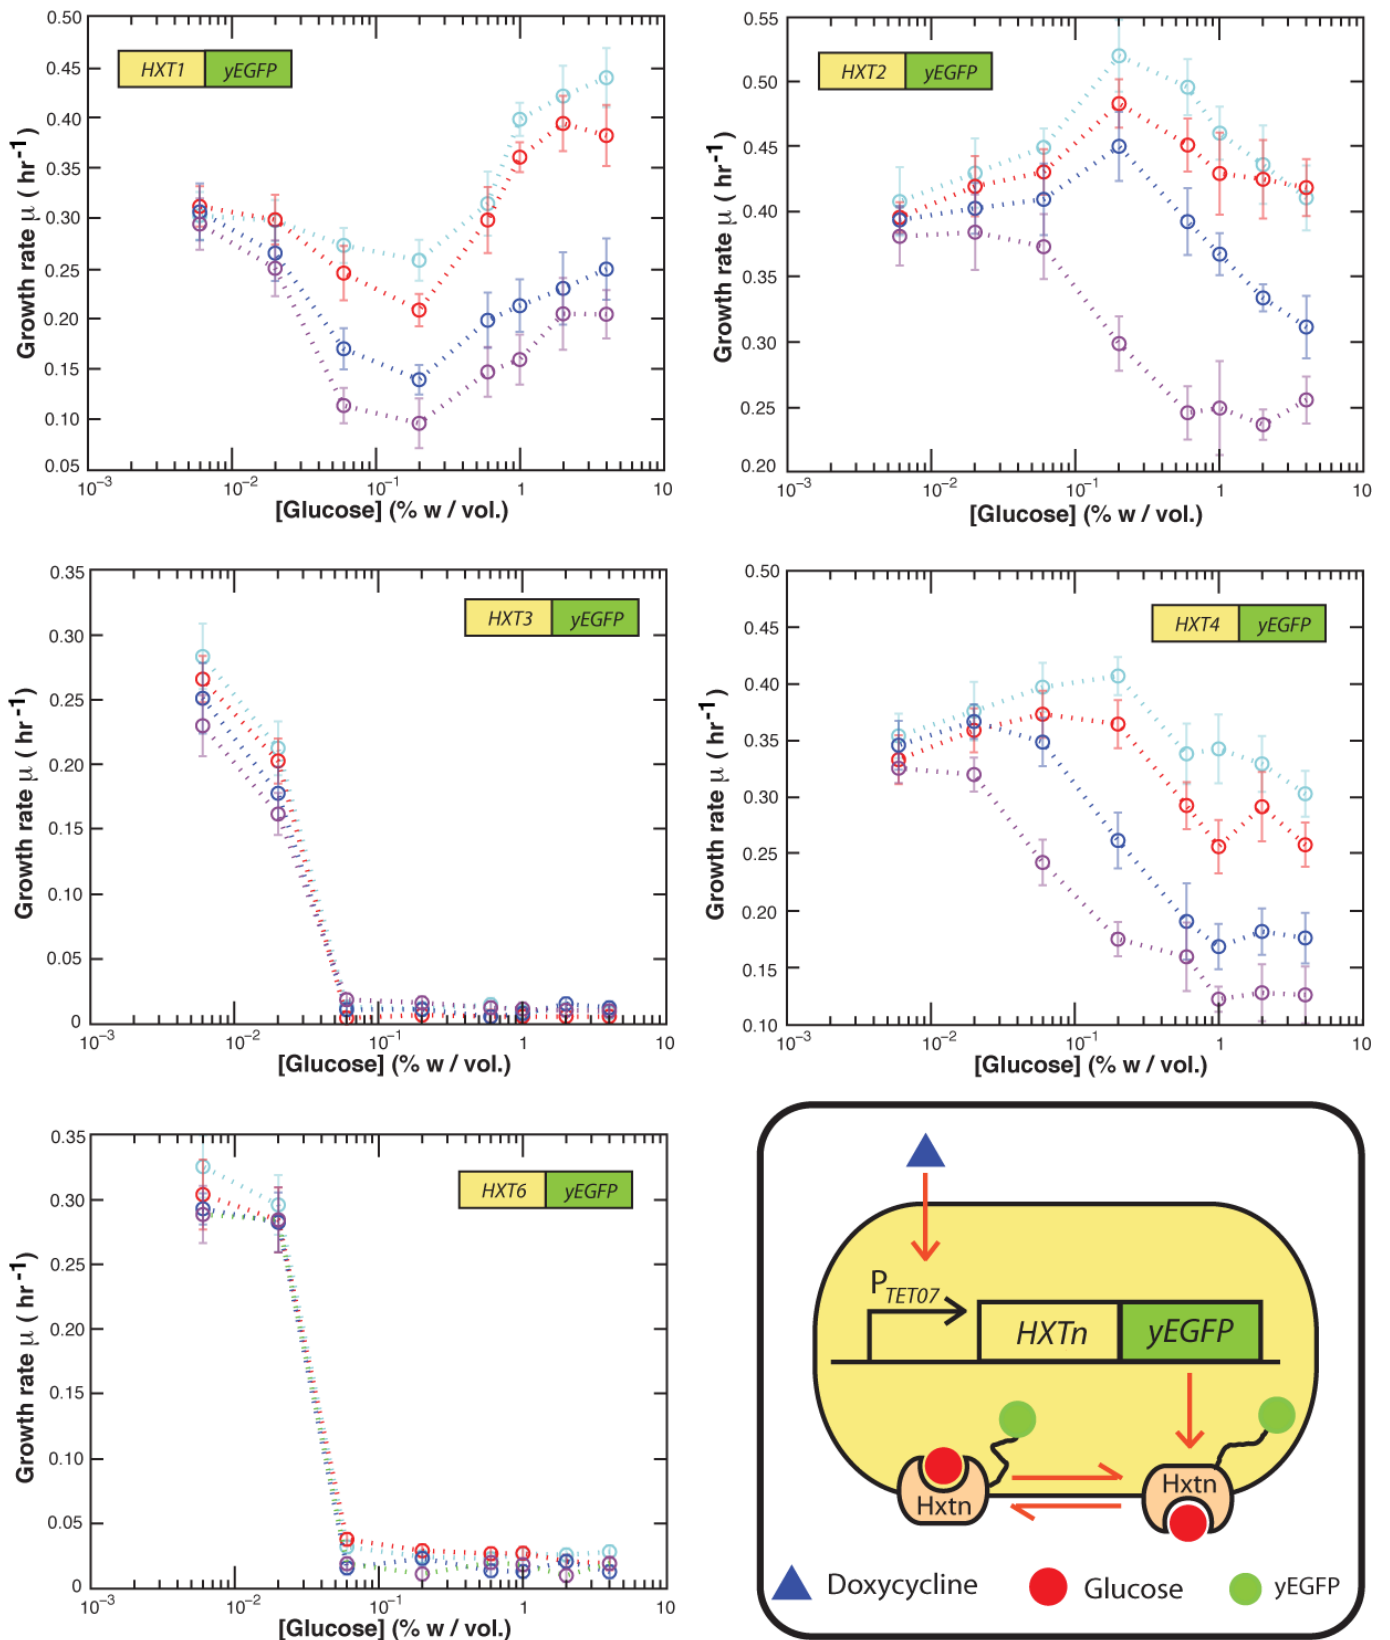 HXT1 yEGFP
Growth rate μ ( hr-1)
0.50
0.45
0.40
0.35
0.30
0.25
0.20
0.15
0.10
0.05
10−3 10−2 10−1 1 10
[Glucose] (% w / vol.)
HXT2 yEGFP
Growth rate μ ( hr-1)
0.55
0.50
0.45
0.40
0.35
0.30
0.25
0.20
10−3 10−2 10−1 1 10
[Glucose] (% w / vol.)
HXT3 yEGFP
Growth rate μ ( hr-1)
0.35
0.30
0.25
0.20
0.15
0.10
0.05
0
10−3 10−2 10−1 1 10
[Glucose] (% w / vol.)
HXT4 yEGFP
Growth rate μ ( hr-1)
0.50
0.45
0.40
0.35
0.30
0.25
0.20
0.15
0.10
10−3 10−2 10−1 1 10
[Glucose] (% w / vol.)
HXT6 yEGFP
Growth rate μ ( hr-1)
0.35
0.30
0.25
0.20
0.15
0.10
0.05
0
10−3 10−2 10−1 1 10
[Glucose] (% w / vol.)
PTET07
HXTn yEGFP
Hxtn
Hxtn
Doxycycline Glucose yEGFP